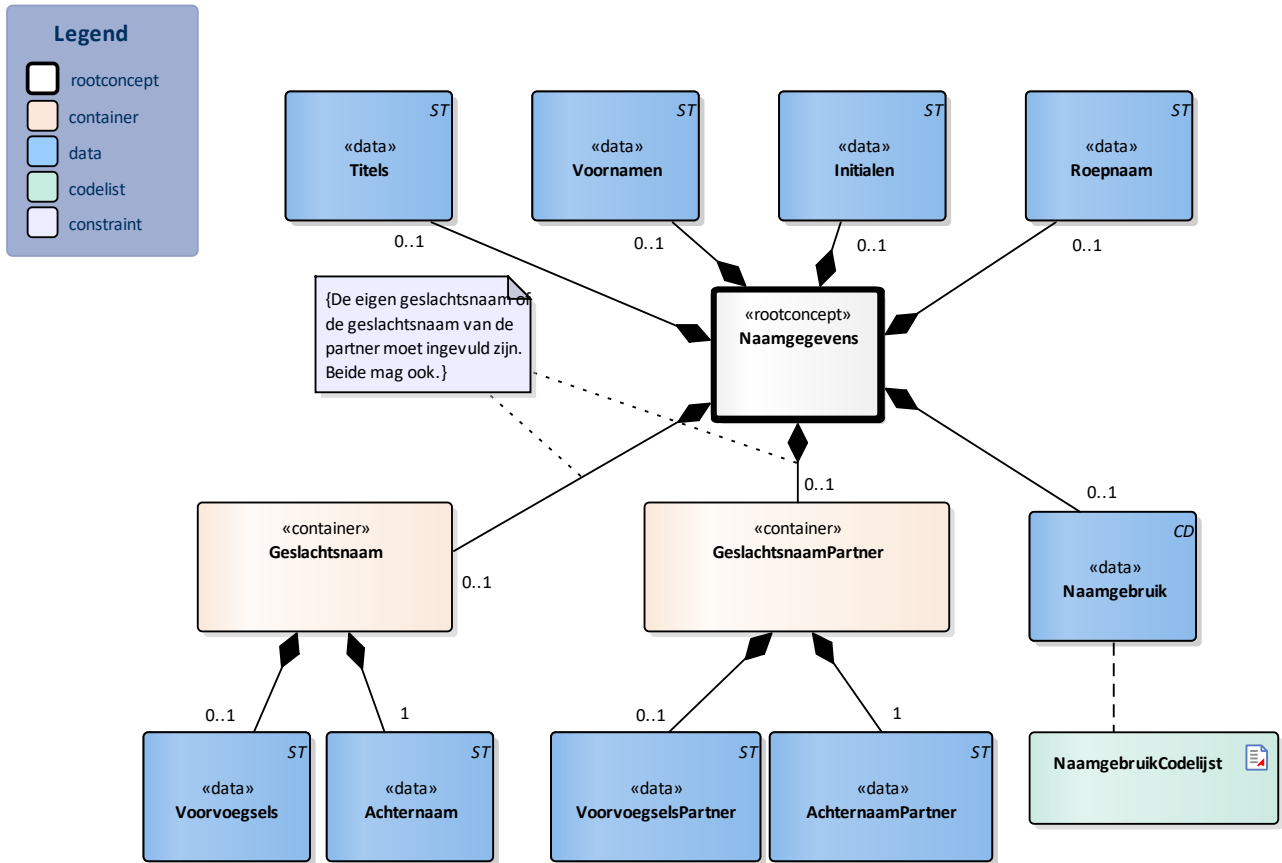 Legend
rootconcept
container
data
codelist
constraint
ST
«data»
Titels
ST
«data»
Voornamen
ST
«data»
Initialen
ST
«data»
Roepnaam
0..1
0..1
0..1
0..1
{De eigen geslachtsnaam of
de geslachtsnaam van de
partner moet ingevuld zijn.
Beide mag ook.}
«rootconcept»
Naamgegevens
0..1
0..1
0..1
«container»
Geslachtsnaam
«container»
GeslachtsnaamPartner
CD
«data»
Naamgebruik
0..1
1
0..1
1
ST
«data»
Voorvoegsels
ST
«data»
Achternaam
ST
«data»
VoorvoegselsPartner
ST
«data»
AchternaamPartner
NaamgebruikCodelijst